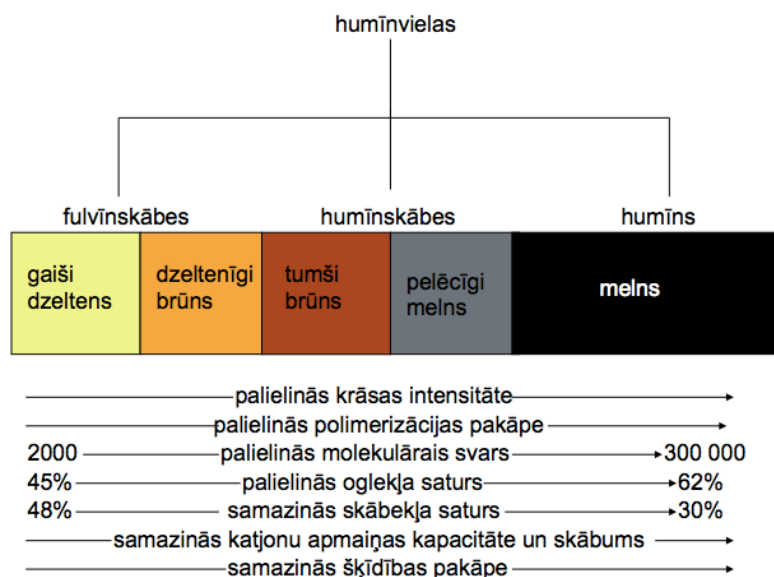 humīnvielas
fulvīnskābes humīnskābes humīns
gaiši dzeltenīgi tumši pelēcīgi melns
dzeltens brūns brūns melns
palielinās krāsas intensitāte
palielinās polimerizācijas pakāpe
2000 palielinās molekulārais svars 300 000
45% palielinās oglekļa saturs 62%
48% samazinās skābekļa saturs 30%
samazinās katjonu apmaiņas kapacitāte un skābums
samazinās šķīdības pakāpe